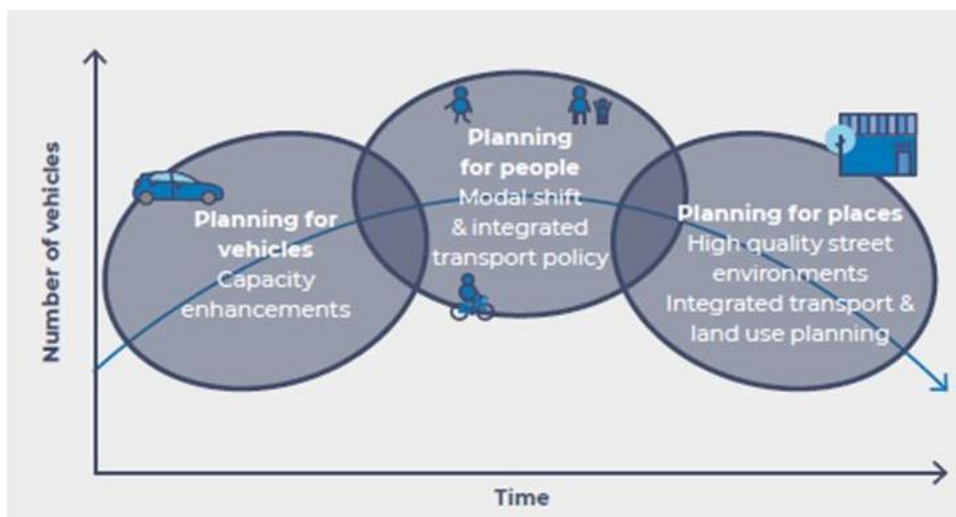 Number of vehicles
Planning for
vehicles
Capacity
enhancements
Planning
for people
Modal shift
& integrated
transport policy
Planning for places
High quality street
environments
Integrated transport &
land use planning
Time